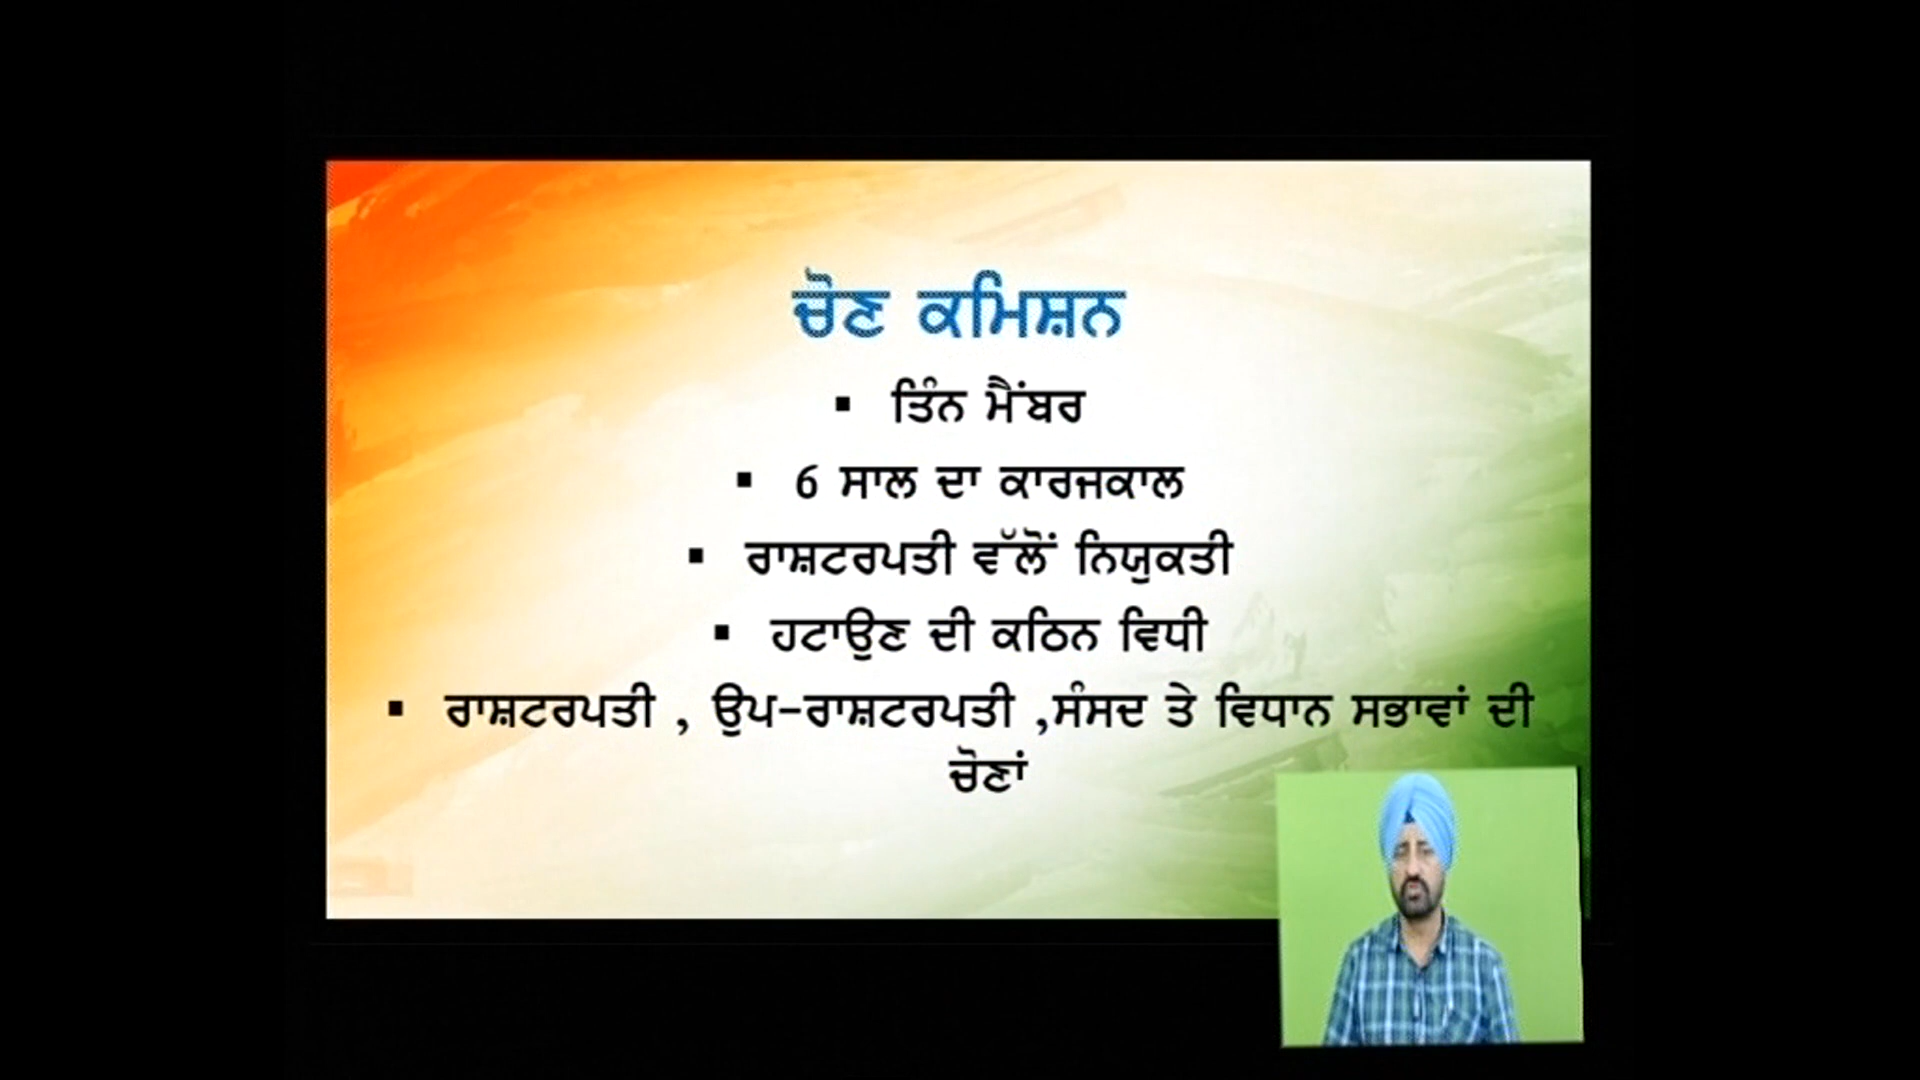 ਚੋਣ ਕਮਿਸ਼ਨ
▪ ਤਿੰਨ ਮੈਂਬਰ
▪ 6 ਸਾਲ ਦਾ ਕਾਰਜਕਾਲ
▪ ਰਾਸ਼ਟਰਪਤੀ ਵੱਲੋਂ ਨਿਯੁਕਤੀ
▪ ਹਟਾਉਣ ਦੀ ਕਠਿਨ ਵਿਧੀ
▪ ਰਾਸ਼ਟਰਪਤੀ , ਉਪ-ਰਾਸ਼ਟਰਪਤੀ ,ਸੰਸਦ ਤੇ ਵਿਧਾਨ ਸਭਾਵਾਂ ਦੀ
ਚੋਣਾਂ